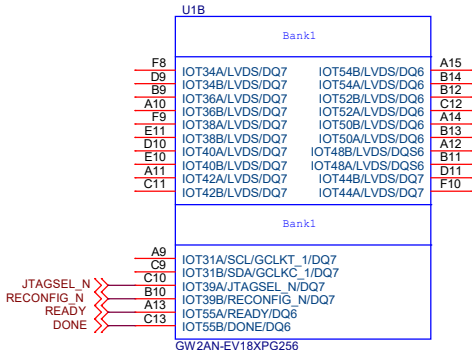 U1B
Bank1
F8 IOT34A/LVDS/DQ7 IOT54B/LVDS/DQ6 A15
D9 IOT34B/LVDS/DQ7 IOT54A/LVDS/DQ6 B14
B9 IOT36A/LVDS/DQ7 IOT52B/LVDS/DQ6 B12
A10 IOT36B/LVDS/DQ7 IOT52A/LVDS/DQ6 C12
F9 IOT38A/LVDS/DQ7 IOT50B/LVDS/DQ6 A14
E11 IOT38B/LVDS/DQ7 IOT50A/LVDS/DQ6 B13
D10 IOT40A/LVDS/DQ7 IOT48B/LVDS/DQS6 A12
E10 IOT40B/LVDS/DQ7 IOT48A/LVDS/DQS6 B11
A11 IOT42A/LVDS/DQ7 IOT44B/LVDS/DQ7 D11
C11 IOT42B/LVDS/DQ7 IOT44A/LVDS/DQ7 F10
Bank1
A9 IOT31A/SCL/GCLKT_1/DQ7
C9 IOT31B/SDA/GCLKC_1/DQ7
JTAGSEL_N C10 IOT39A/JTAGSEL_N/DQ7
RECONFIG_N B10 IOT39B/RECONFIG_N/DQ7
READY A13 IOT55A/READY/DQ6
DONE C13 IOT55B/DONE/DQ6
GW2AN-EV18XPG256